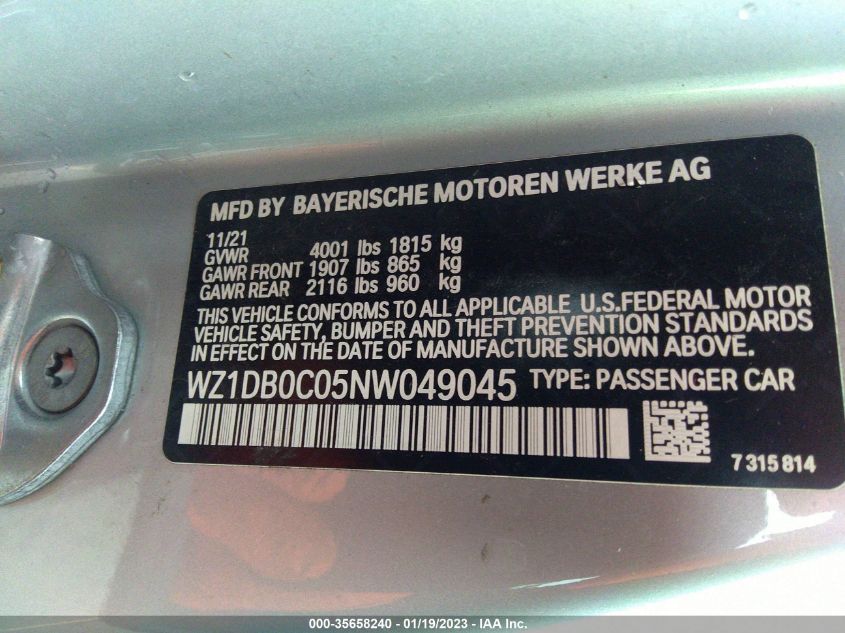 MFD BY BAYERISCHE MOTOREN WERKE AG
11/21
GVWR 4001 lbs 1815 kg
GAWR FRONT 1907 lbs 865 kg
GAWR REAR 2116 lbs 960 kg
THIS VEHICLE CONFORMS TO ALL APPLICABLE U.S.FEDERAL MOTOR
VEHICLE SAFETY, BUMPER AND THEFT PREVENTION STANDARDS
IN EFFECT ON THE DATE OF MANUFACTURE SHOWN ABOVE.
WZ1DB0C05NW049045 TYPE: PASSENGER CAR
7 315 814
000-35658240 - 01/19/2023 - IAA Inc.